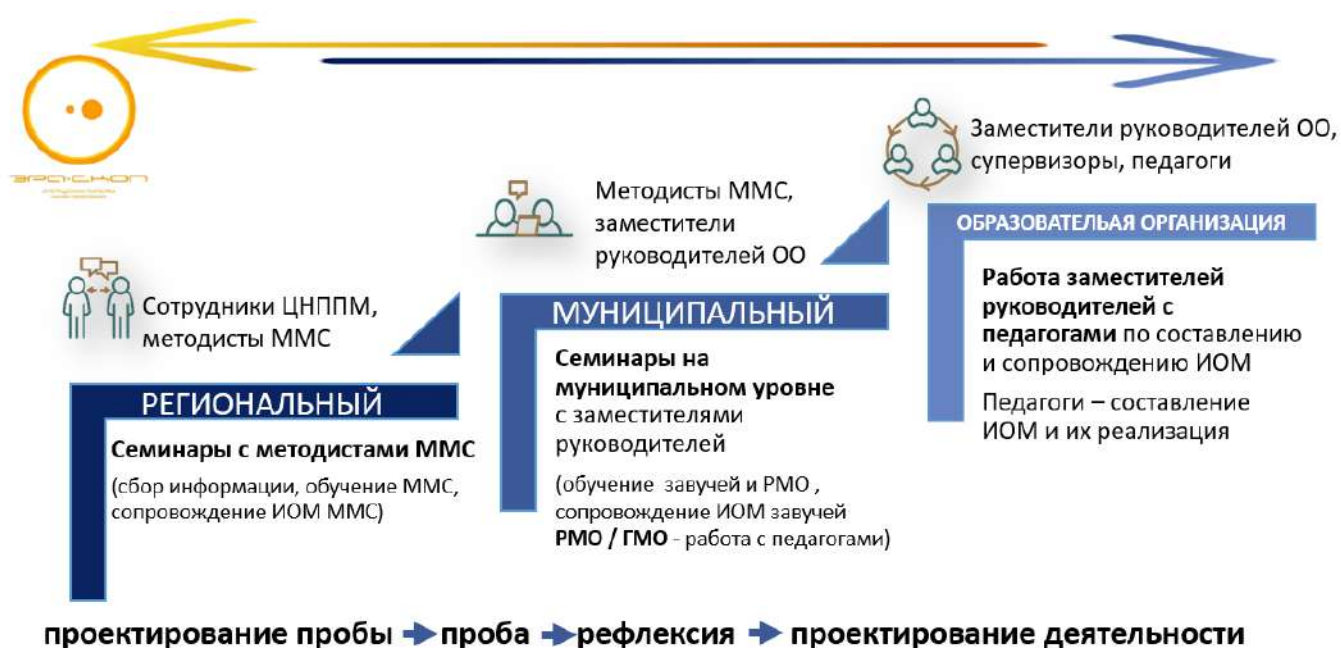 Заместители руководителей ОО,
супервизоры, педагоги
Методисты ММС,
заместители
руководителей ОО
Сотрудники ЦНППМ,
методисты ММС
РЕГИОНАЛЬНЫЙ
Семинары с методистами ММС
(сбор информации, обучение ММС,
сопровождение ИОМ ММС)
МУНИЦИПАЛЬНЫЙ
Семинары на
муниципальном уровне
с заместителями
руководителей
(обучение завучей и РМО ,
сопровождение ИОМ завучей
РМО / ГМО - работа с педагогами)
ОБРАЗОВАТЕЛЬАЯ ОРГАНИЗАЦИЯ
Работа заместителей
руководителей с
педагогами по составлению
и сопровождению ИОМ
Педагоги – составление
ИОМ и их реализация
проектирование пробы проба рефлексия проектирование деятельности